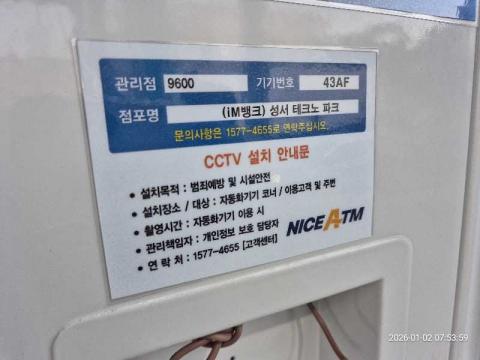 관리점 9600 기기번호 43AF
점포명 (iM뱅크) 성서 테크노 파크
문의사항은 1577-4655로 연락주십시오.
CCTV 설치 안내문
• 설치목적 : 범죄예방 및 시설안전
• 설치장소 / 대상 : 자동화기기 코너 / 이용고객 및 주변
• 촬영시간 : 자동화기기 이용 시
• 관리책임자 : 개인정보 보호 담당자
• 연 락 처 : 1577-4655 [고객센터]
NICE ATM
2026-01-02 07:53:59